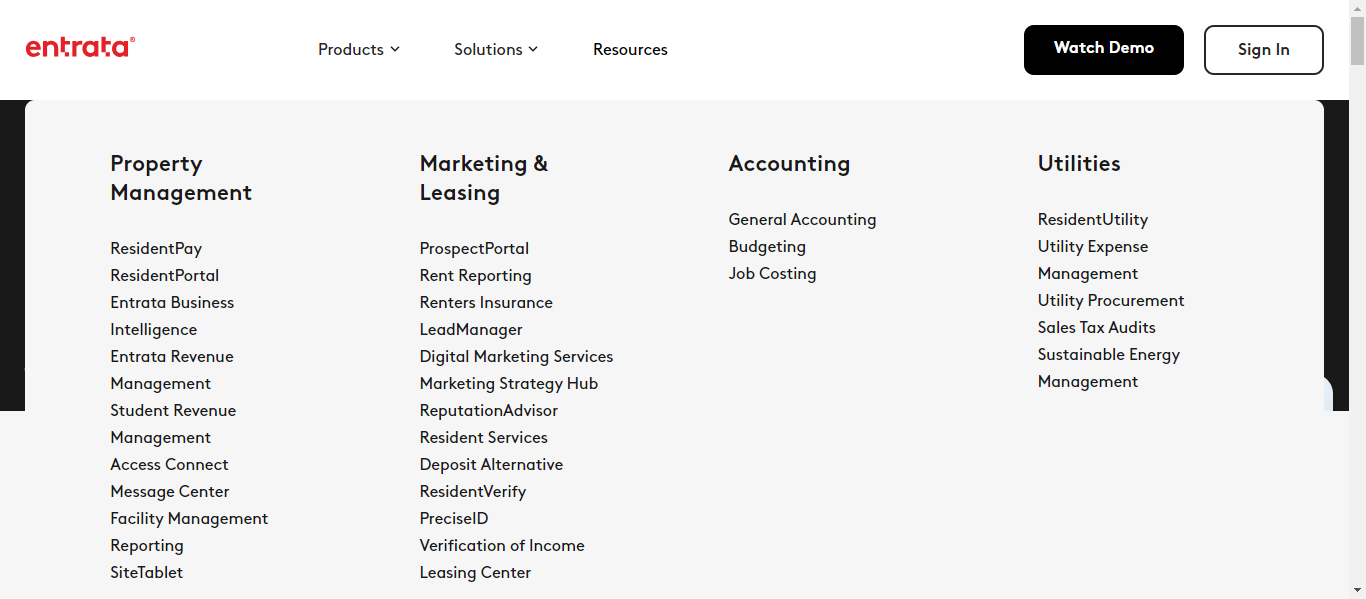 entrata®
Products
Solutions
Resources
Watch Demo
Sign In
Property
Management
ResidentPay
ResidentPortal
Entrata Business
Intelligence
Entrata Revenue
Management
Student Revenue
Management
Access Connect
Message Center
Facility Management
Reporting
SiteTablet
Marketing &
Leasing
ProspectPortal
Rent Reporting
Renters Insurance
LeadManager
Digital Marketing Services
Marketing Strategy Hub
ReputationAdvisor
Resident Services
Deposit Alternative
ResidentVerify
PreciseID
Verification of Income
Leasing Center
Accounting
General Accounting
Budgeting
Job Costing
Utilities
ResidentUtility
Utility Expense
Management
Utility Procurement
Sales Tax Audits
Sustainable Energy
Management